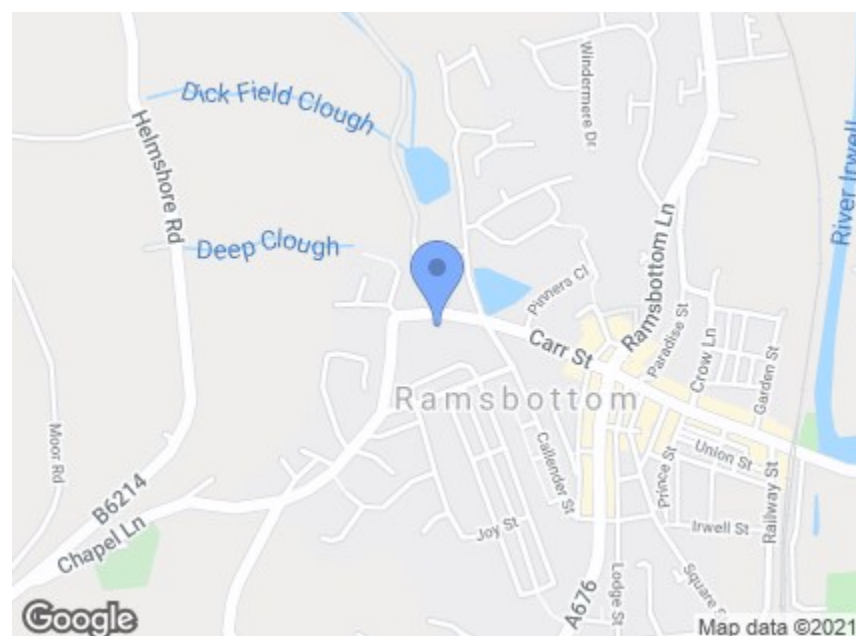 Dick Field Clough
Windermere Dr
Helmshore Rd
River Irwell
Deep Clough
Ramsbottom Ln
Pinners Cl
Paradise St
Carr St
Crow Ln
Garden St
Ramsbottom
Moor Rd
Callender St
Union St
Prince St
Railway St
B6214
Joy St
Irwell St
Chapel Ln
A676
Lodge St
Square S
Google
Map data ©2021